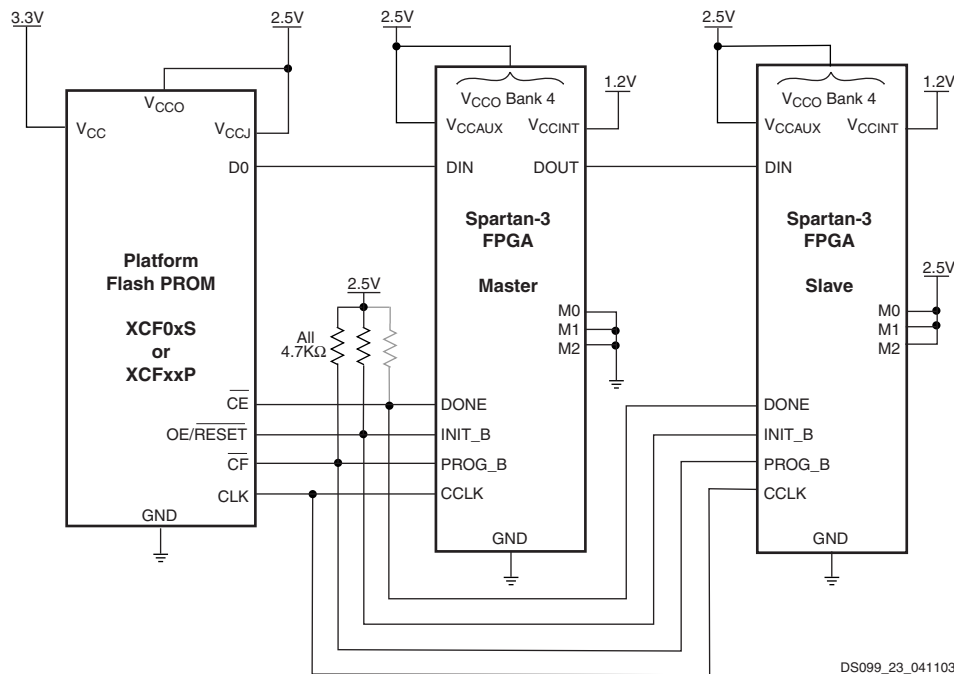 3.3V
2.5V
2.5V
2.5V
VCCO
VCC
VCCJ
D0
Platform
Flash PROM
XCF0xS
or
XCFxxP
CE
OE/RESET
CF
CLK
GND
2.5V
All
4.7KΩ
VCCO Bank 4
1.2V
VCCAUX
VCCINT
DIN
DOUT
Spartan-3
FPGA
Master
M0
M1
M2
DONE
INIT_B
PROG_B
CCLK
GND
VCCO Bank 4
1.2V
VCCAUX
VCCINT
DIN
Spartan-3
FPGA
Slave
2.5V
M0
M1
M2
DONE
INIT_B
PROG_B
CCLK
GND
DS099_23_041103